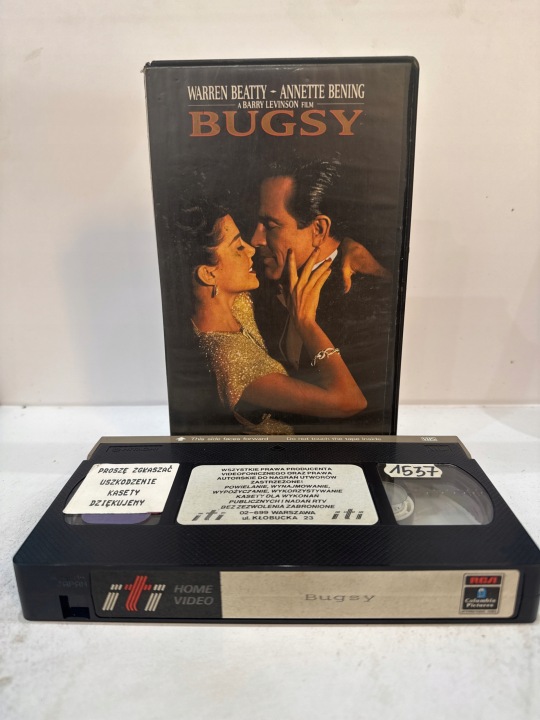 WARREN BEATTY - ANNETTE BENING
A BARRY LEVINSON FILM
BUGSY
This side faces forward Do not touch the tape inside VHS
PROSZĘ ZGŁASZAĆ
USZKODZENIE
KASETY
DZIĘKUJEMY
WSZYSTKIE PRAWA PRODUCENTA
VIDEOFONICZNEGO ORAZ PRAWA
AUTORSKIE DO NAGRAŃ UTWORÓW
ZASTRZEŻONE!
POWIELANIE, WYNAJMOWANIE,
WYPOŻYCZANIE, WYKORZYSTYWANIE
KASETY DLA WYKONAŃ
PUBLICZNYCH I NADAŃ RTV
BEZ ZEZWOLENIA ZABRONIONE
iti 02-699 WARSZAWA iti
ul. KŁOBUCKA 23
1537
iti HOME
VIDEO
Bugsy
RCA
Columbia
Pictures